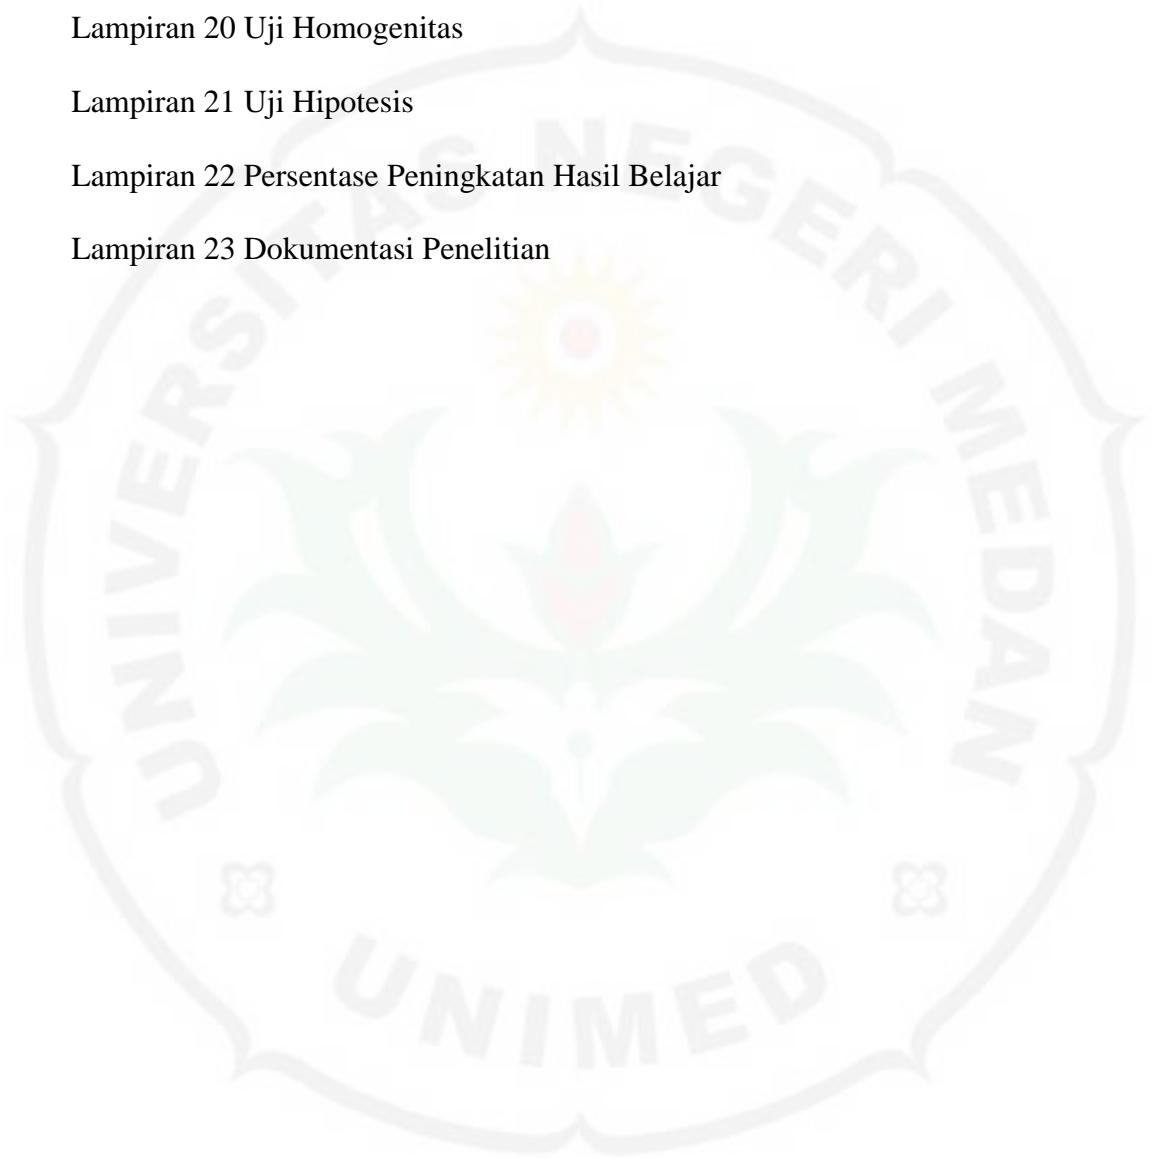 Lampiran 20 Uji Homogenitas
Lampiran 21 Uji Hipotesis
Lampiran 22 Persentase Peningkatan Hasil Belajar
Lampiran 23 Dokumentasi Penelitian
UNIVERSITAS NEGERI MEDAN
UNIMED